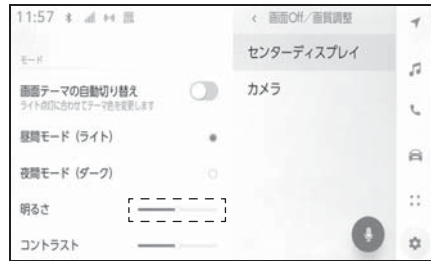 11:57
モード
画面テーマの自動切り替え
ライト点灯に合わせてテーマ色を変更します
昼間モード（ライト）
夜間モード（ダーク）
明るさ
コントラスト
< 画面Off／画質調整
センターディスプレイ
カメラ